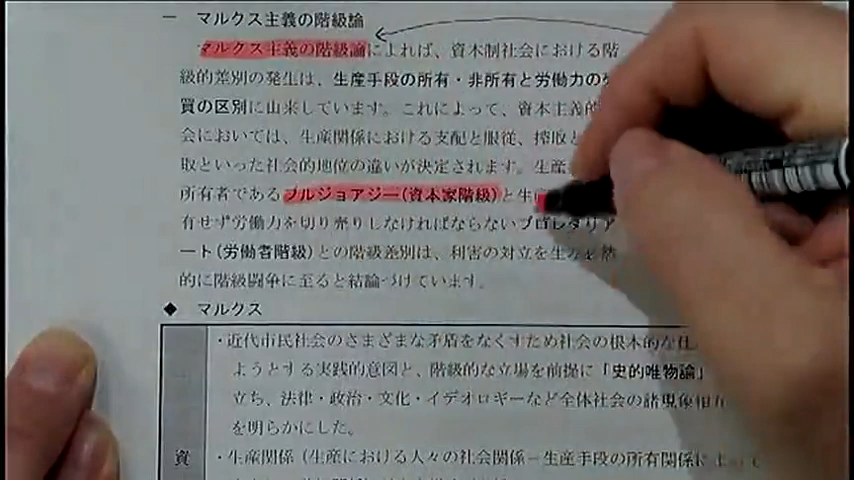 一 マルクス主義の階級論
マルクス主義の階級論によれば、資本制社会における階
級的差別の発生は、生産手段の所有・非所有と労働力の
買の区別に由来しています。これによって、資本主義的
会においては、生産関係における支配と服従、搾取と
取といった社会的地位の違いが決定されます。生産
所有者であるブルジョアジー(資本家階級)と生
有せず労働力を切り売りしなければならないプロレタリア
ート(労働者階級)との階級差別は、利害の対立を生み必然
的に階級闘争に至ると結論づけています。
◆ マルクス
・近代市民社会のさまざまな矛盾をなくすため社会の根本的な仕
ようとする実践的意図と、階級的な立場を前提に「史的唯物論」
立ち、法律・政治・文化・イデオロギーなど全体社会の諸現象相互
を明らかにした。
資 ・生産関係(生産における人々の社会関係−生産手段の所有関係によって